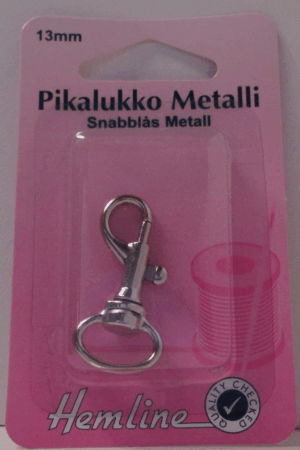 13mm
Pikalukko Metalli
Snabblås Metall
Hemline
QUALITY CHECKED